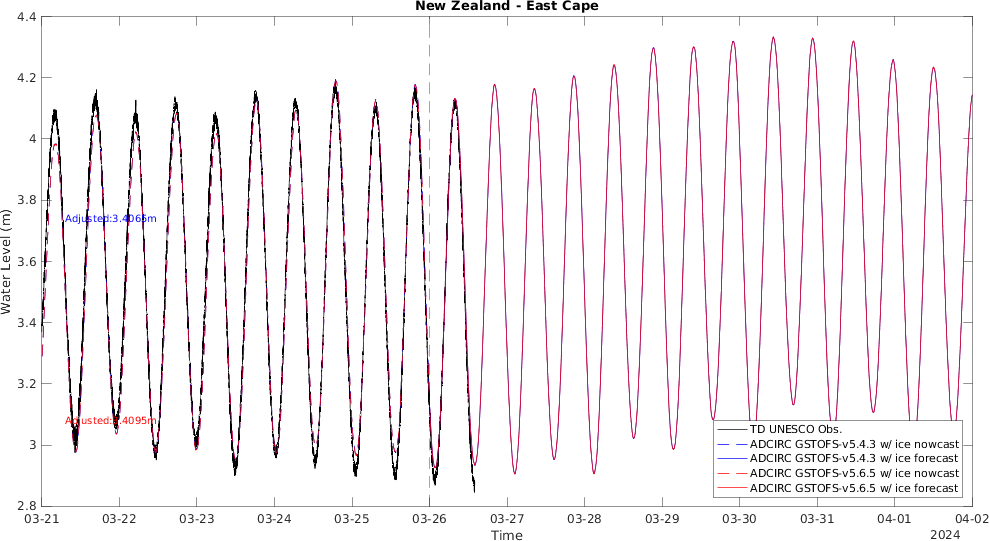 New Zealand - East Cape
4.4
4.2
4
3.8
3.6
3.4
3.2
3
2.8
Water Level (m)
Adjusted:3.4065m
Adjusted:3.4095m
TD UNESCO Obs.
ADCIRC GSTOFS-v5.4.3 w/ ice nowcast
ADCIRC GSTOFS-v5.4.3 w/ ice forecast
ADCIRC GSTOFS-v5.6.5 w/ ice nowcast
ADCIRC GSTOFS-v5.6.5 w/ ice forecast
03-21 03-22 03-23 03-24 03-25 03-26 03-27 03-28 03-29 03-30 03-31 04-01 04-02
Time
2024